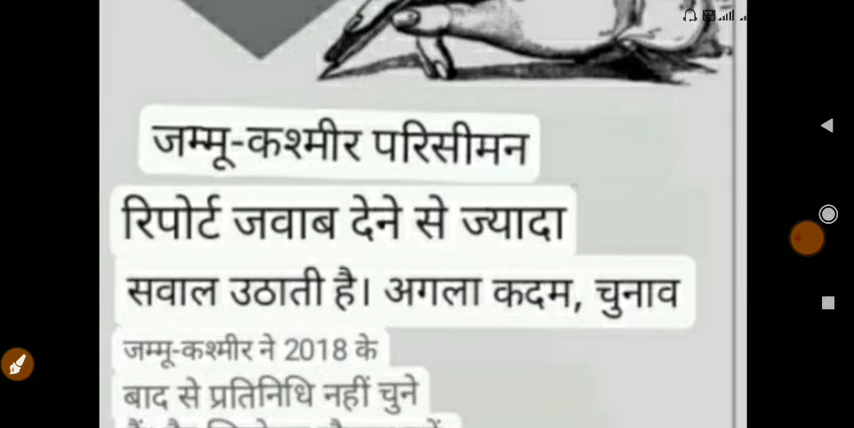 जम्मू-कश्मीर परिसीमन
रिपोर्ट जवाब देने से ज्यादा
सवाल उठाती है। अगला कदम, चुनाव
जम्मू-कश्मीर ने 2018 के
बाद से प्रतिनिधि नहीं चुने